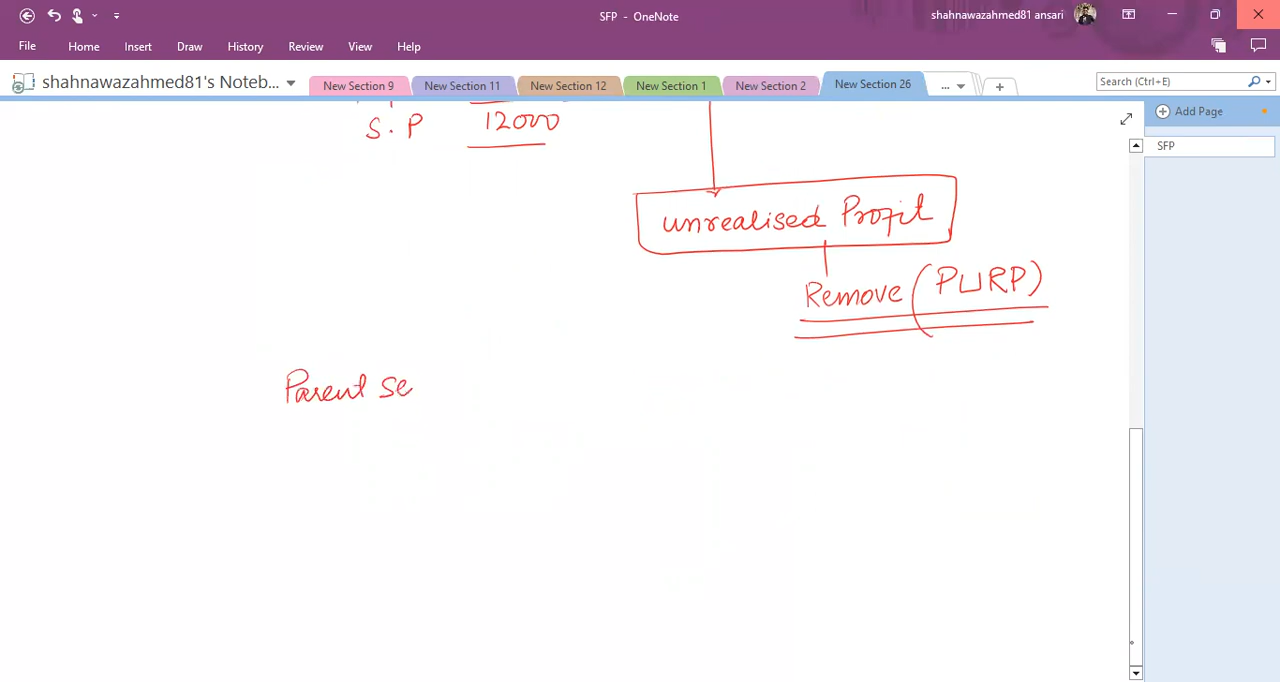 SFP - OneNote
shahnawazahmed81 ansari
File Home Insert Draw History Review View Help
shahnawazahmed81's Noteb...
New Section 9
New Section 11
New Section 12
New Section 1
New Section 2
New Section 26
...
Search (Ctrl+E)
Add Page
SFP
S.P 12000
unrealised Profit
Remove (PURP)
Parent Se